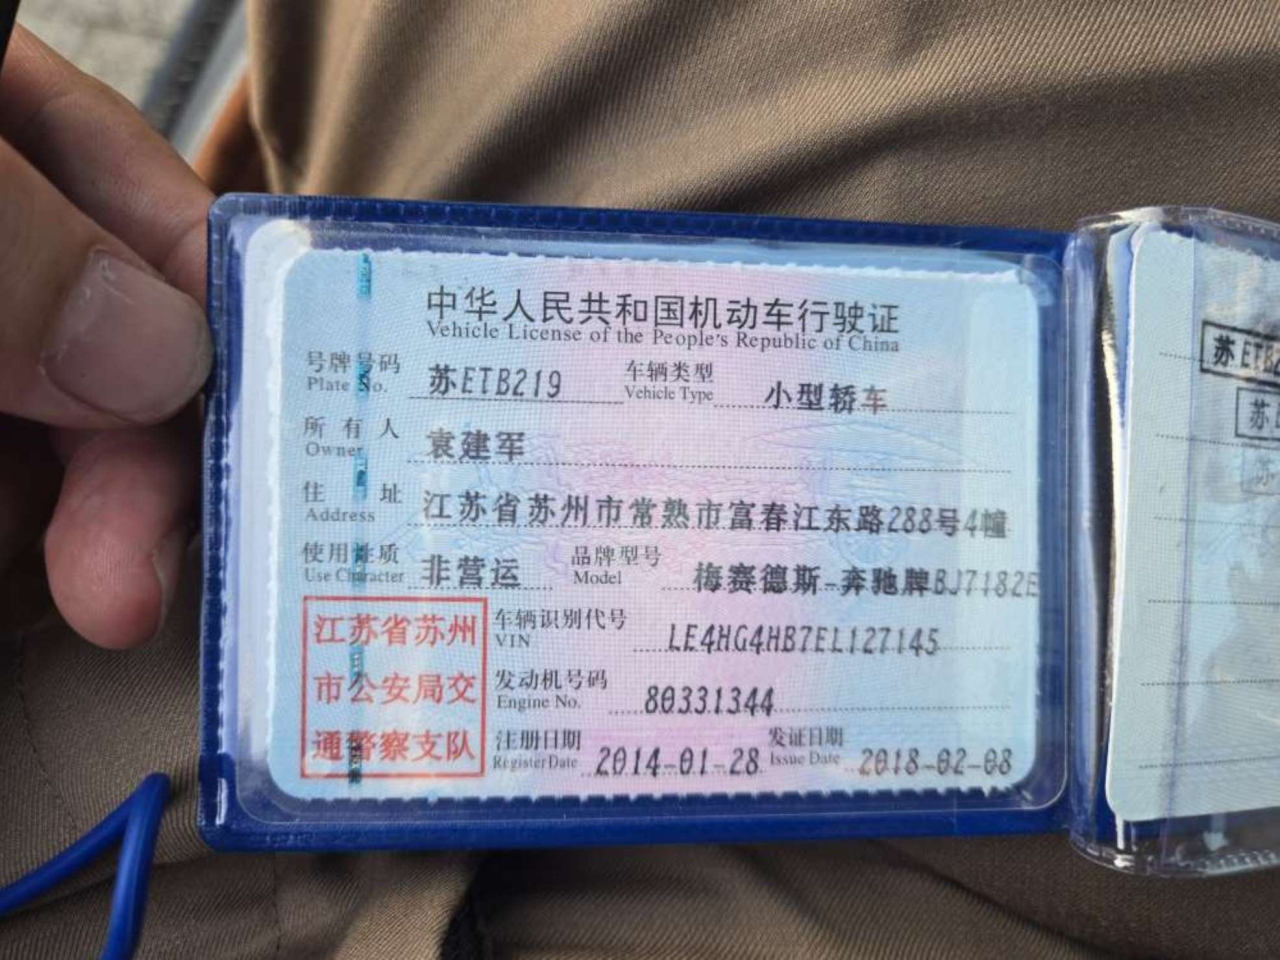 中华人民共和国机动车行驶证
Vehicle License of the People's Republic of China
号牌号码 苏ETB219 车辆类型 小型轿车
Plate No. Vehicle Type
所有人 袁建军
Owner
住址 江苏省苏州市常熟市富春江东路288号4幢
Address
使用性质 非营运 品牌型号 梅赛德斯-奔驰牌BJ7182E
Use Character Model
江苏省苏州
市公安局交
通警察支队
车辆识别代号 LE4HG4HB7EL127145
VIN
发动机号码 80331344
Engine No.
注册日期 2014-01-28 发证日期 2018-02-08
Register Date Issue Date
苏ETB2
苏